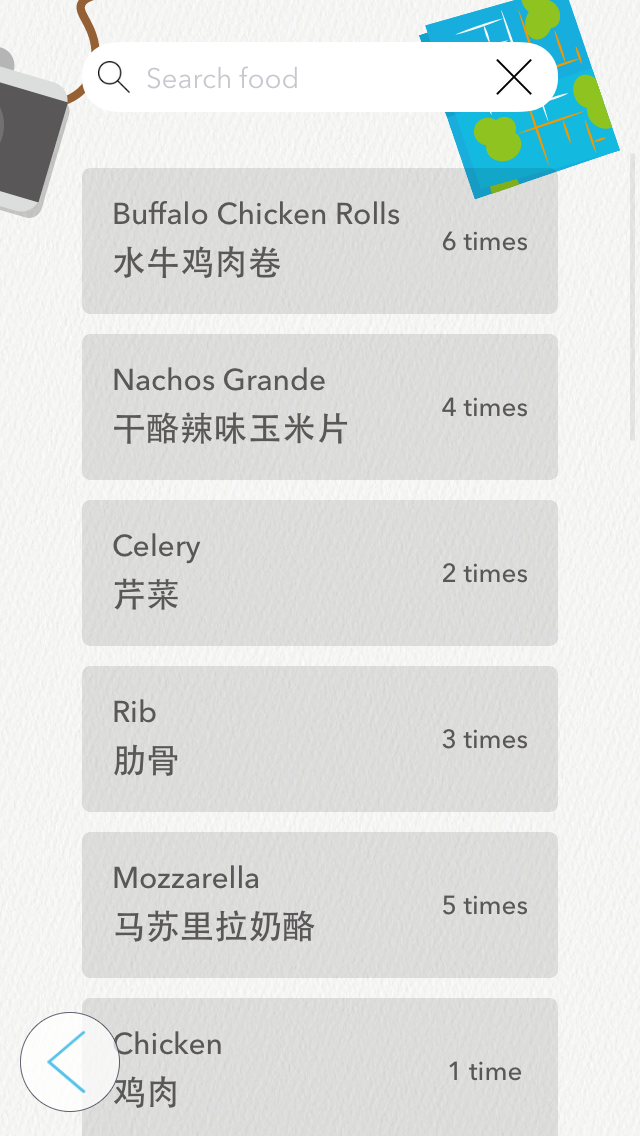 Search food
Buffalo Chicken Rolls
水牛鸡肉卷
6 times
Nachos Grande
干酪辣味玉米片
4 times
Celery
芹菜
2 times
Rib
肋骨
3 times
Mozzarella
马苏里拉奶酪
5 times
Chicken
鸡肉
1 time